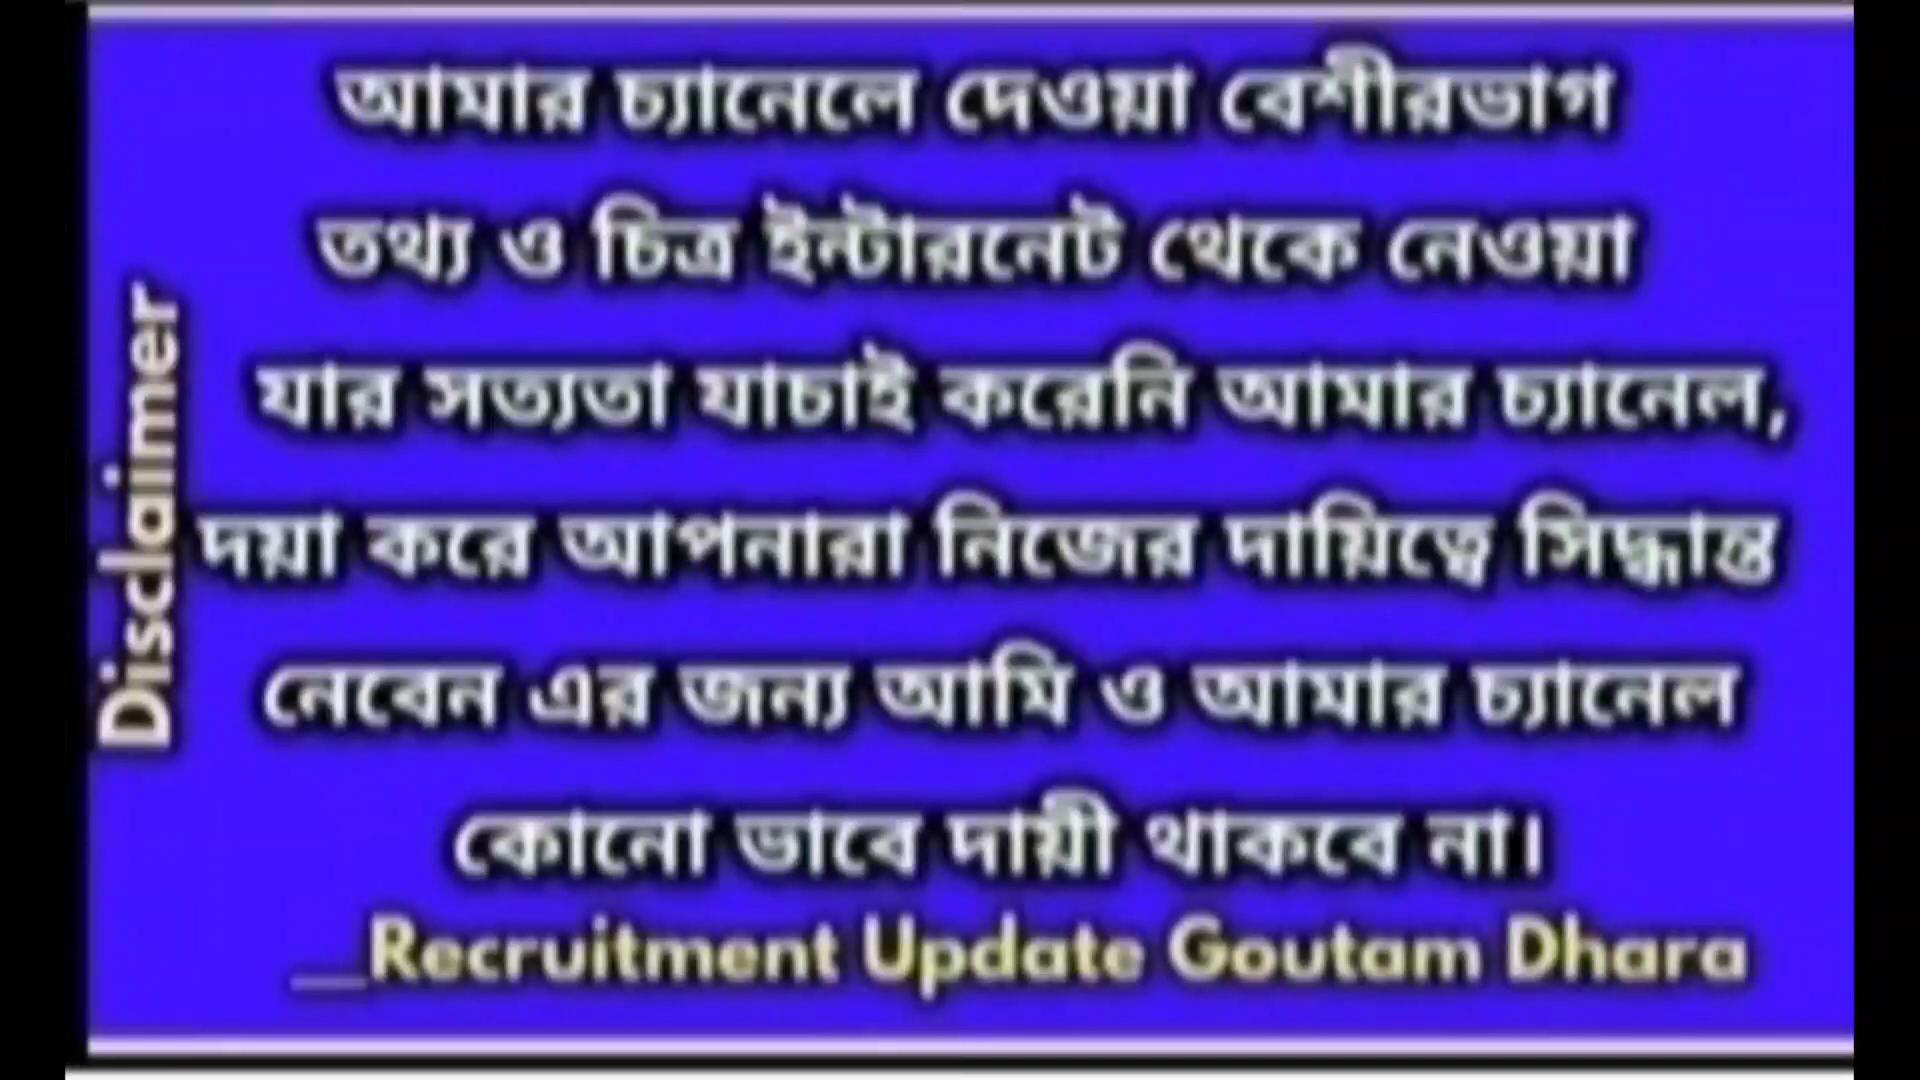 Disclaimer
আমার চ্যানেলে দেওয়া বেশীরভাগ
তথ্য ও চিত্র ইন্টারনেট থেকে নেওয়া
যার সত্যতা যাচাই করেনি আমার চ্যানেল,
দয়া করে আপনারা নিজের দায়িত্বে সিদ্ধান্ত
নেবেন এর জন্য আমি ও আমার চ্যানেল
কোনো ভাবে দায়ী থাকবে না।
__Recruitment Update Goutam Dhara